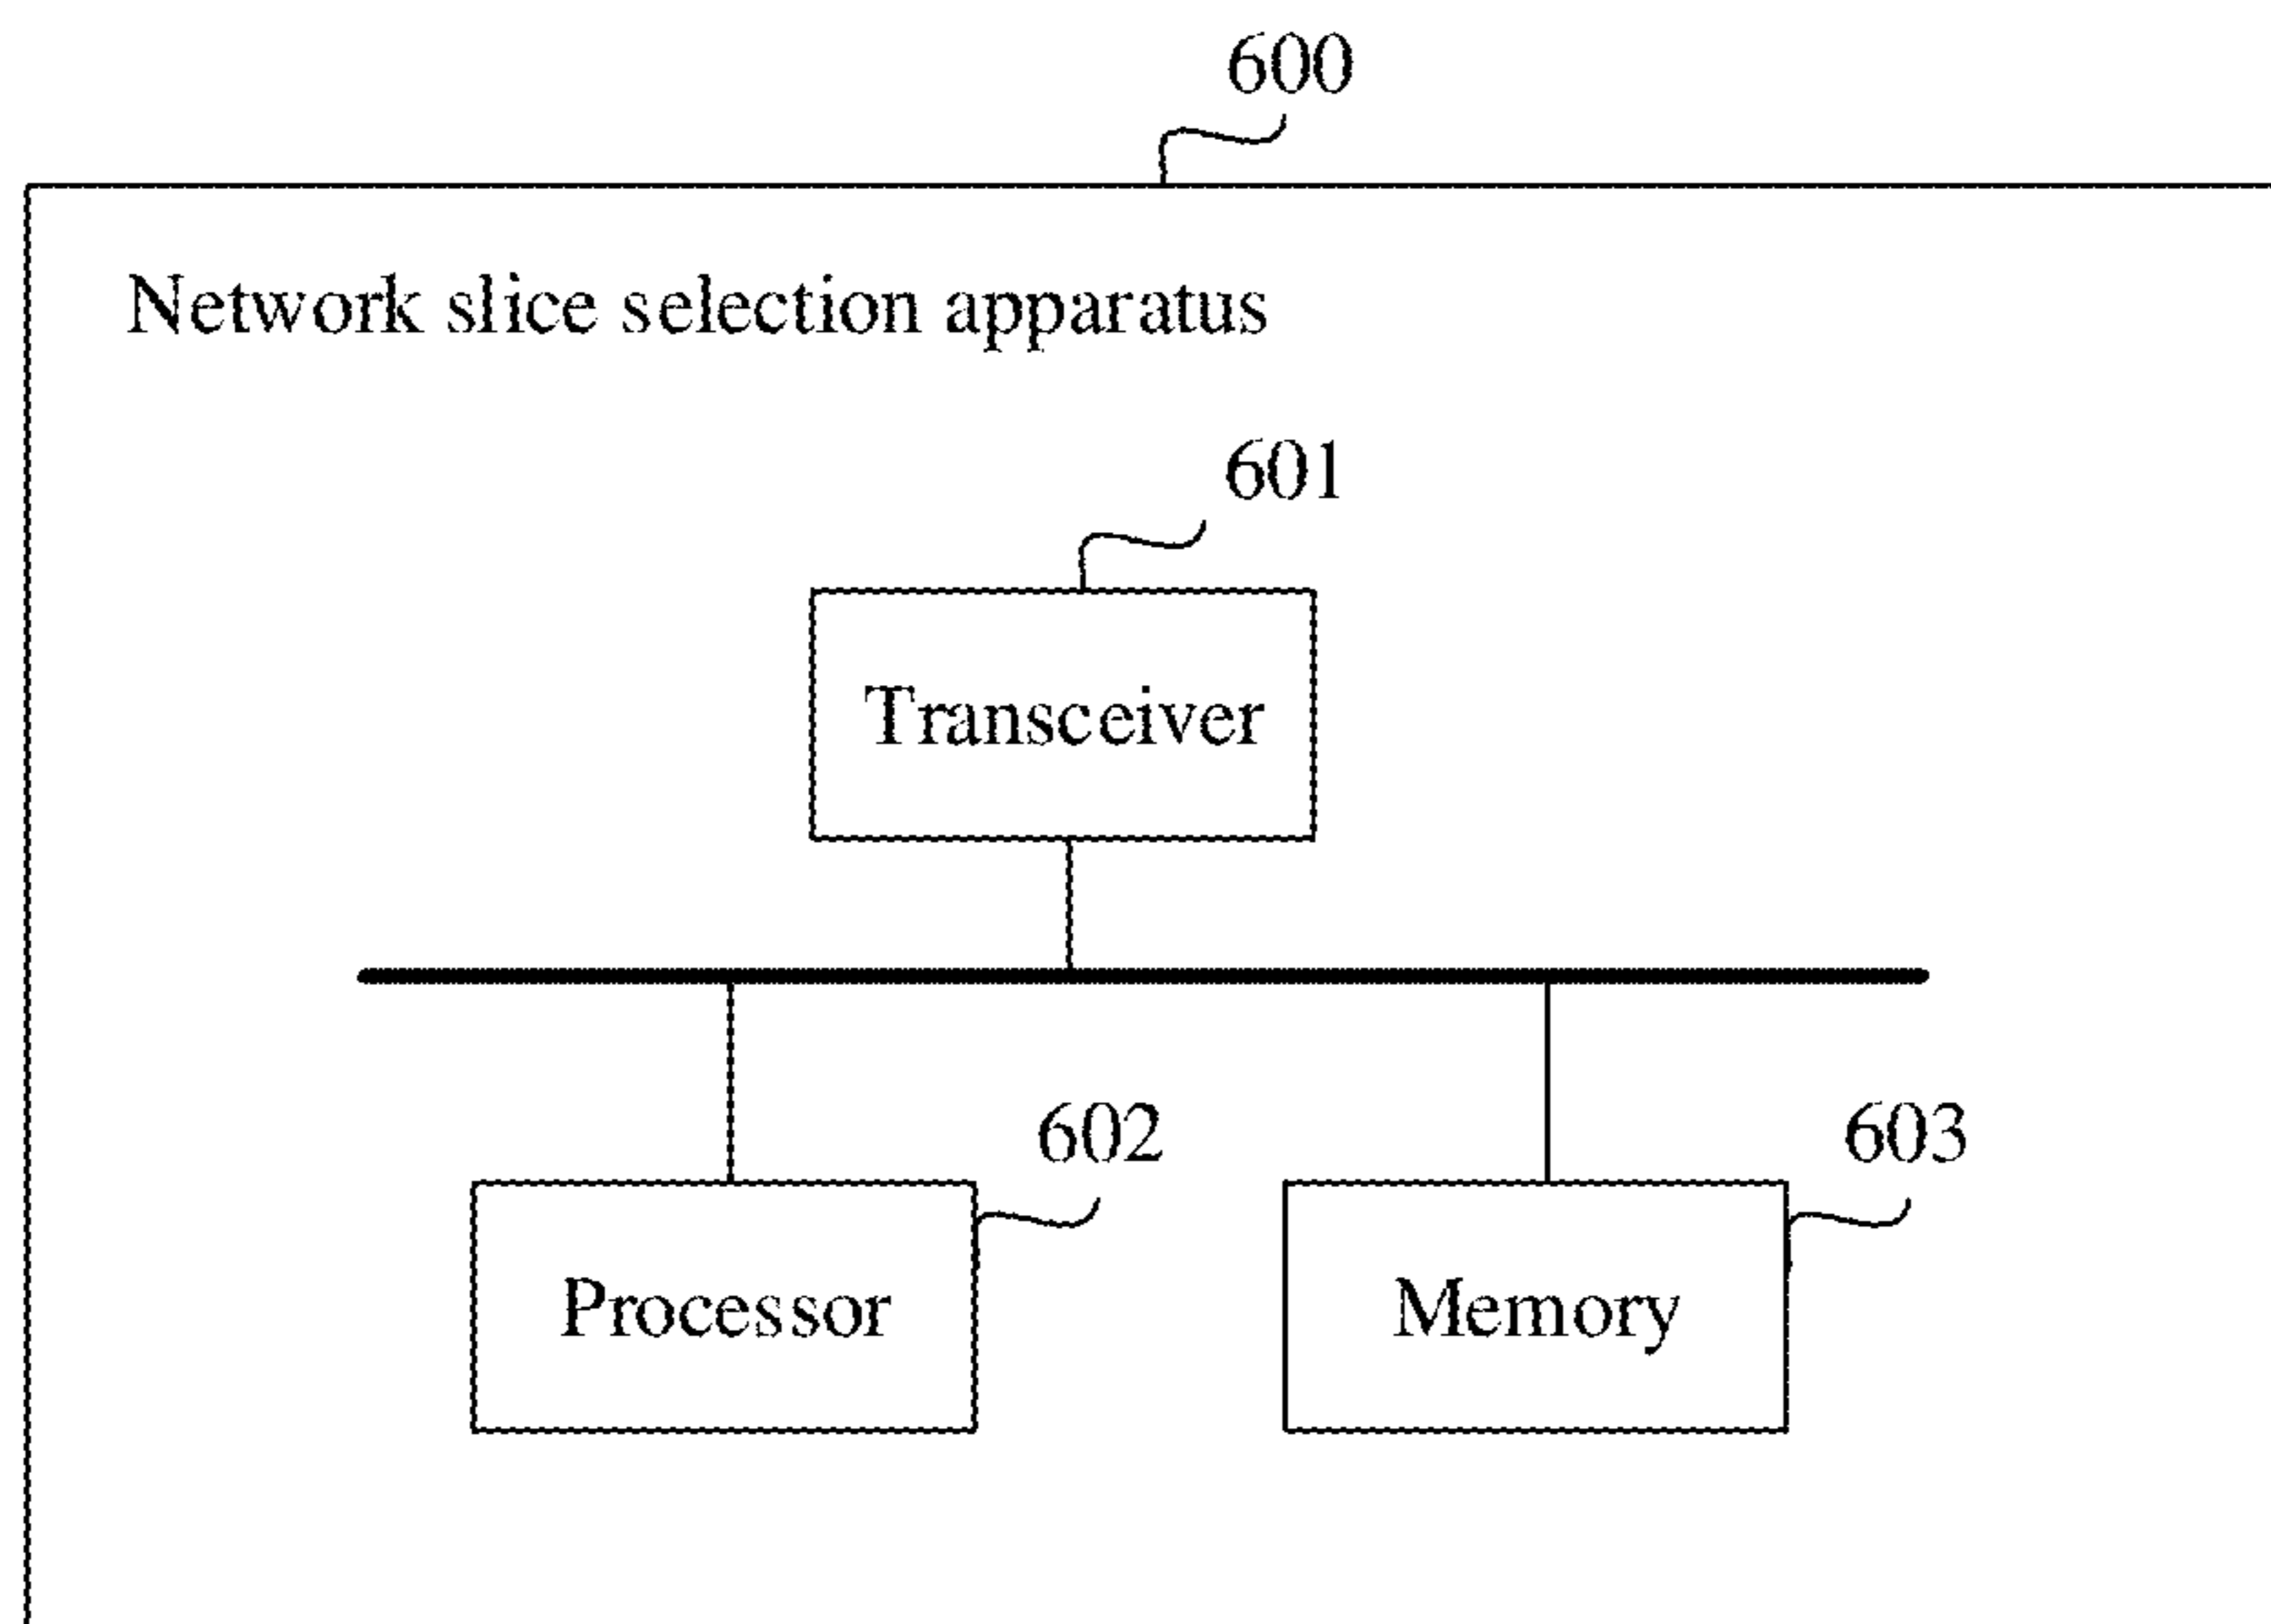 600
Network slice selection apparatus
601
Transceiver
602
603
Processor
Memory